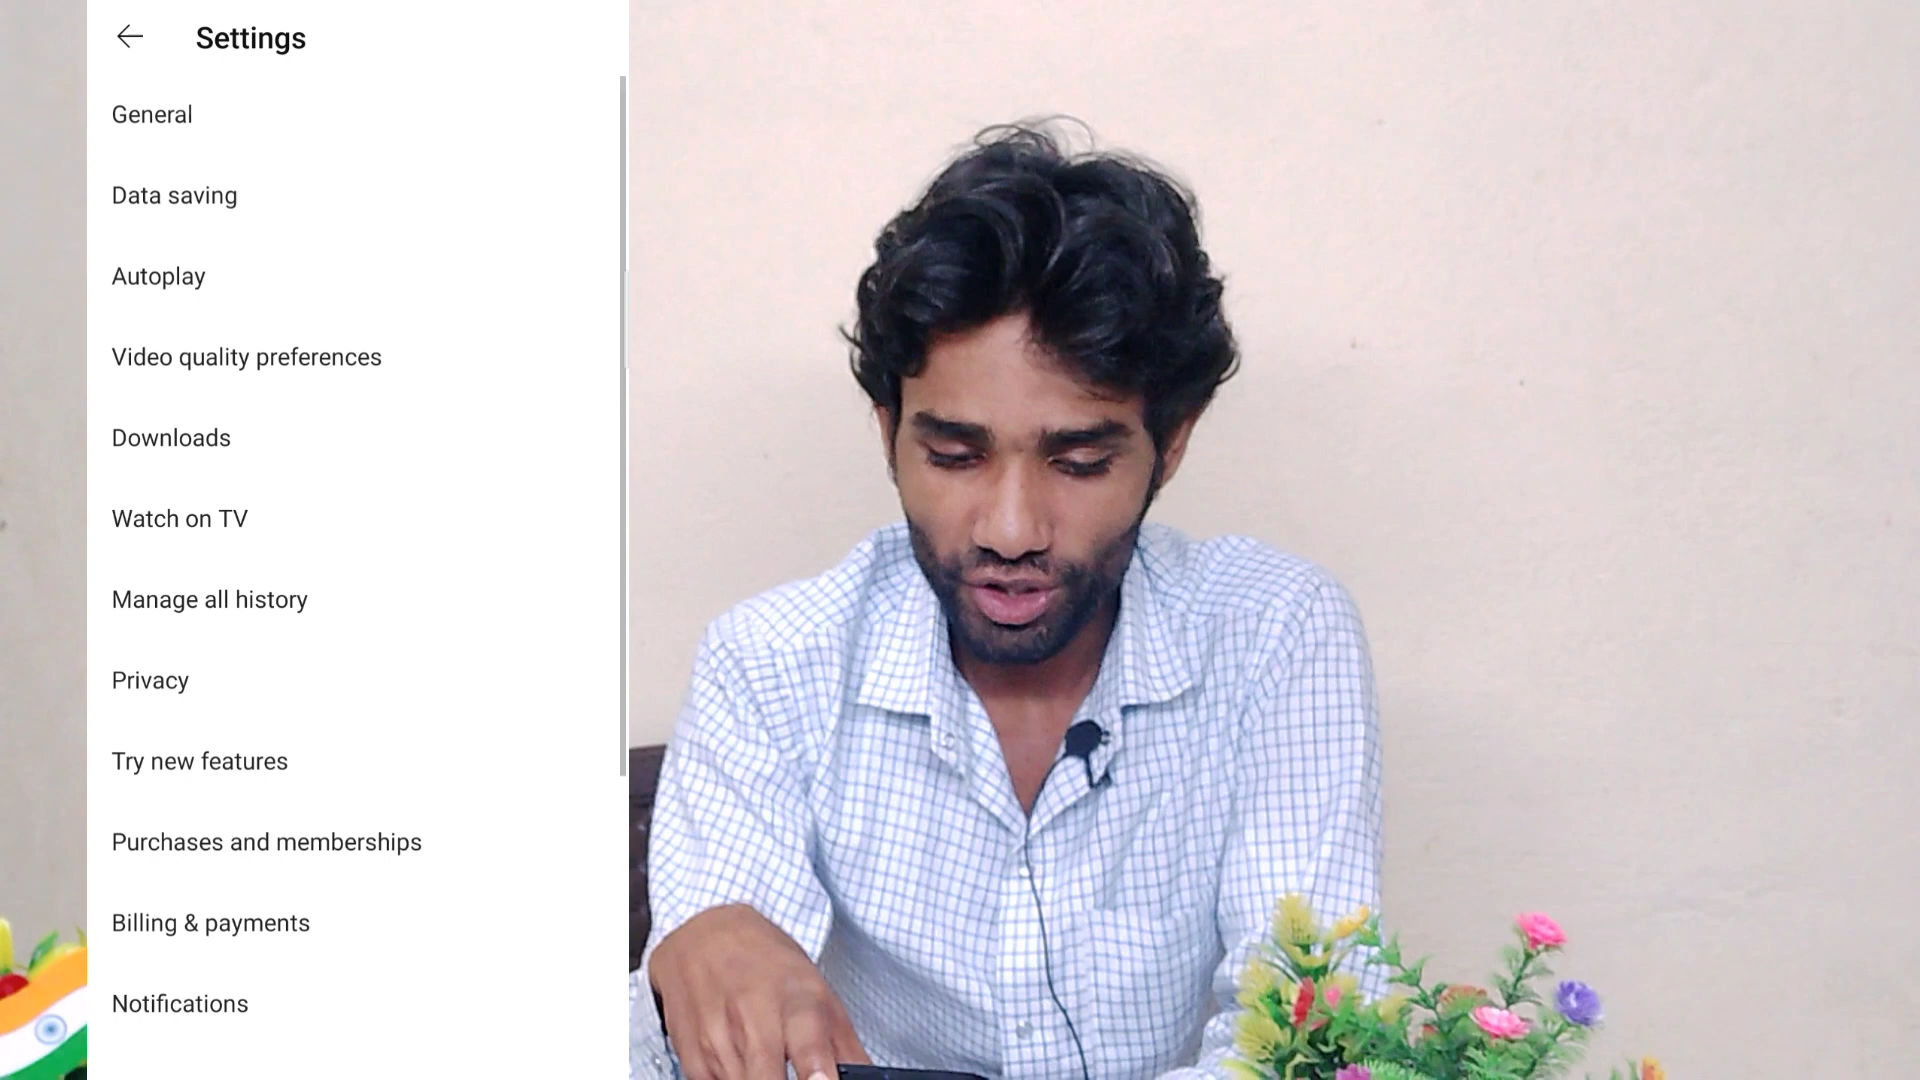 Settings
General
Data saving
Autoplay
Video quality preferences
Downloads
Watch on TV
Manage all history
Privacy
Try new features
Purchases and memberships
Billing & payments
Notifications